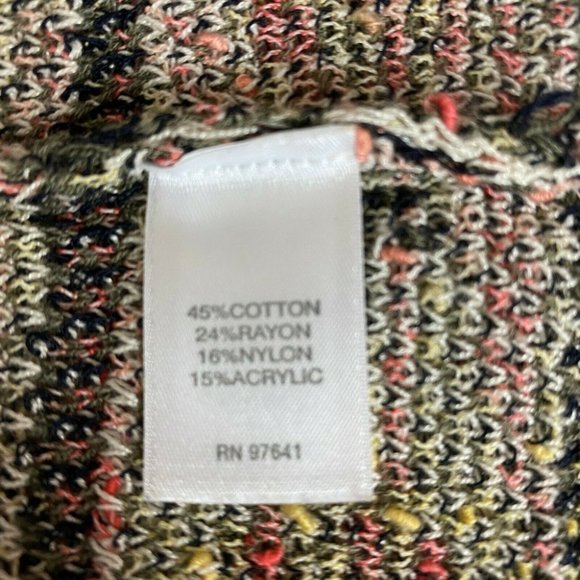 45%COTTON
24%RAYON
16%NYLON
15%ACRYLIC
RN 97641